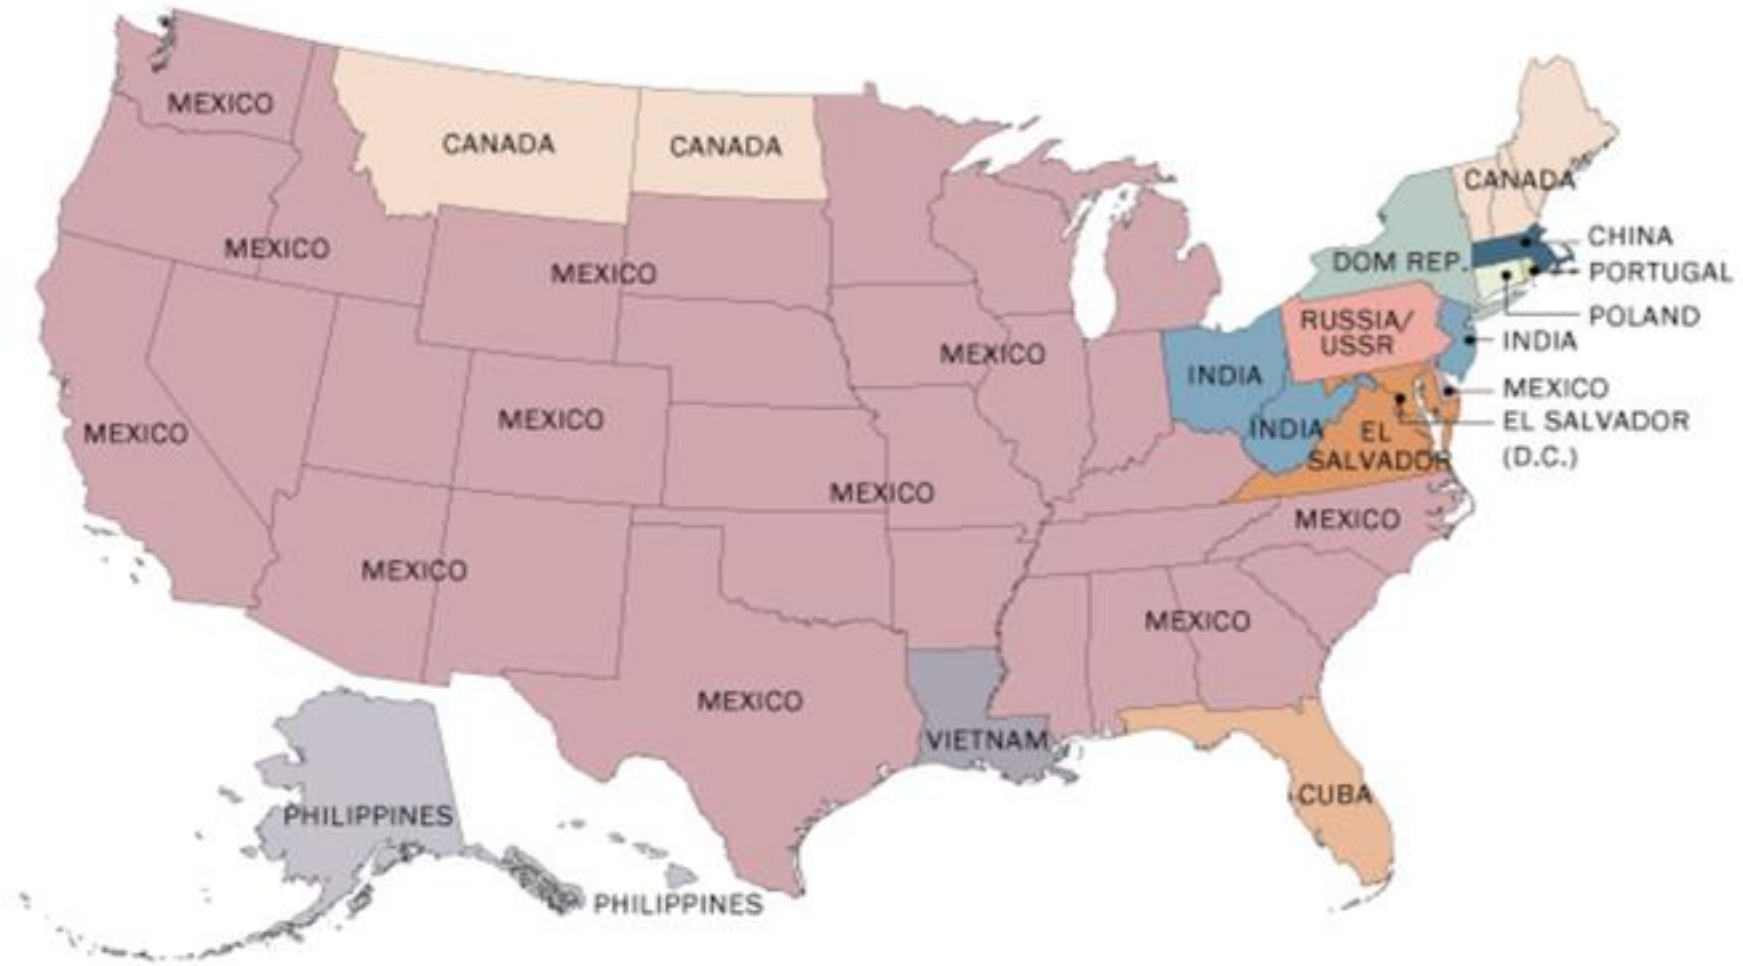 MEXICO
CANADA
CANADA
CANADA
MEXICO
MEXICO
DOM REP.
CHINA
PORTUGAL
POLAND
RUSSIA/
USSR
INDIA
MEXICO
INDIA
MEXICO
EL SALVADOR
(D.C.)
MEXICO
MEXICO
INDIA
EL
SALVADOR
MEXICO
MEXICO
MEXICO
MEXICO
MEXICO
VIETNAM
CUBA
PHILIPPINES
PHILIPPINES